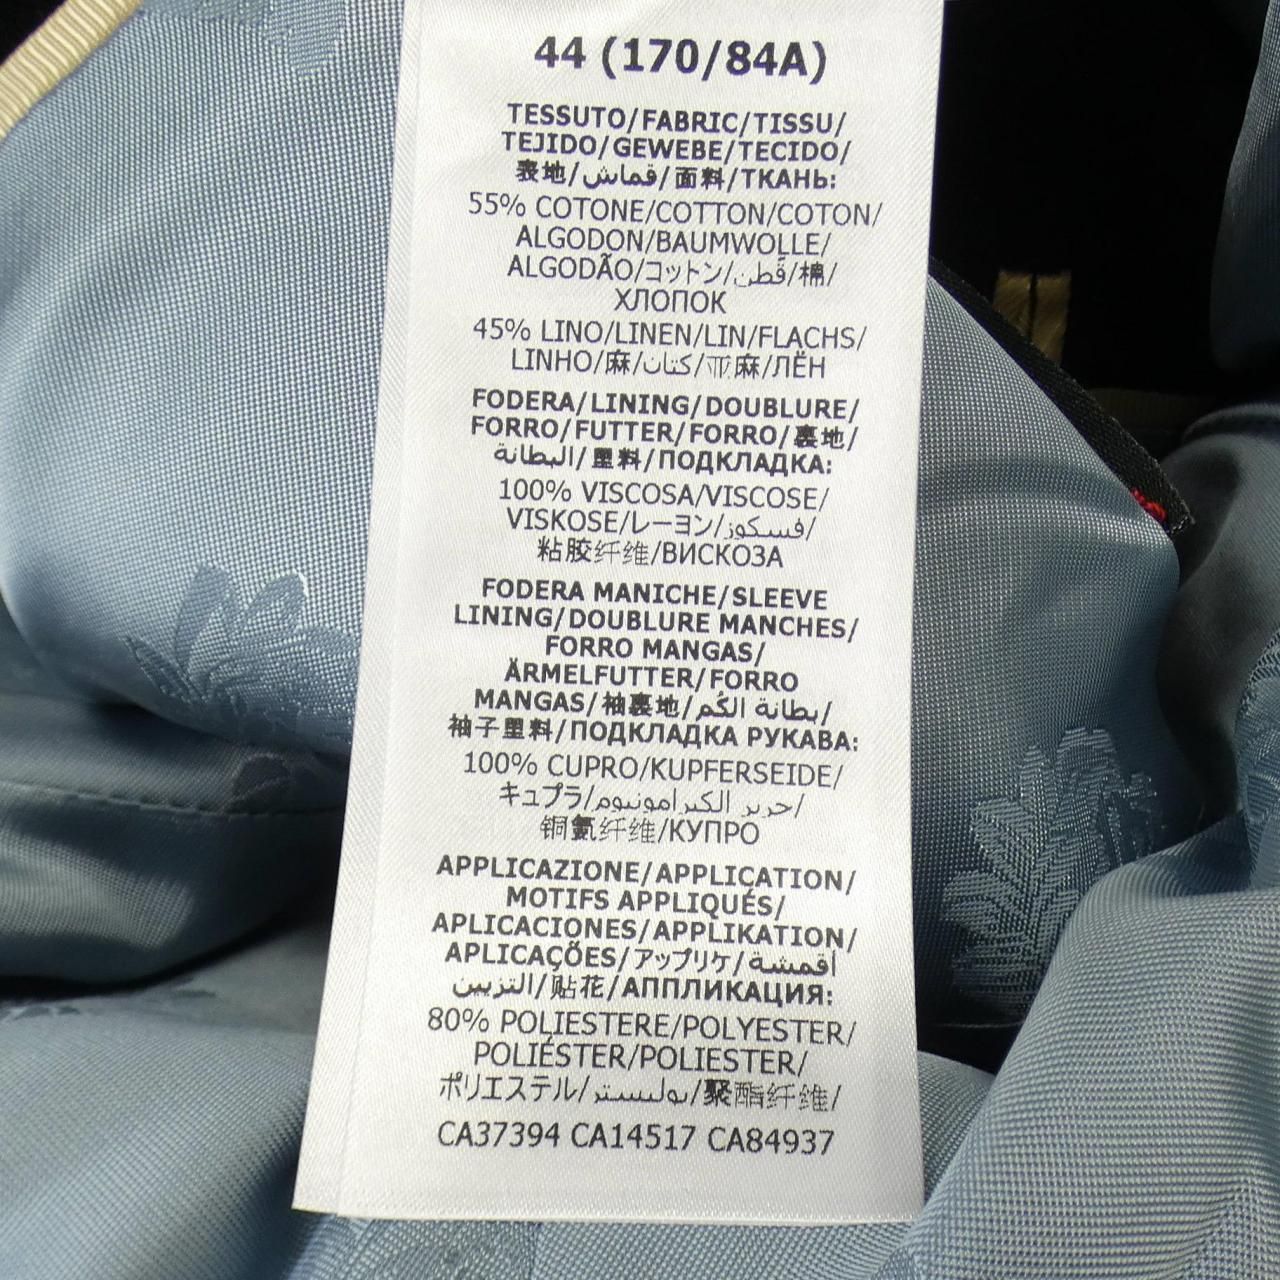 44 (170/84A)
TESSUTO/FABRIC/TISSU/
TEJIDO/GEWEBE/TECIDO/
表地/قماش/面料/ТКАНЬ:
55% COTONE/COTTON/COTON/
ALGODON/BAUMWOLLE/
ALGODÃO/コットン/قطن/棉/
ХЛОПОК
45% LINO/LINEN/LIN/FLACHS/
LINHO/麻/كتان/亚麻/ЛЁН
FODERA/LINING/DOUBLURE/
FORRO/FUTTER/FORRO/裏地/
البطانة/里料/ПОДКЛАДКА:
100% VISCOSA/VISCOSE/
VISKOSE/レーヨン/فسكوز/
粘胶纤维/ВИСКОЗА
FODERA MANICHE/SLEEVE
LINING/DOUBLURE MANCHES/
FORRO MANGAS/
ÄRMELFUTTER/FORRO
MANGAS/袖裏地/بطانة الكُم/
袖子里料/ПОДКЛАДКА РУКАВА:
100% CUPRO/KUPFERSEIDE/
キュプラ/حرير الكبرامونيوم/
铜氨纤维/КУПРО
APPLICAZIONE/APPLICATION/
MOTIFS APPLIQUÉS/
APLICACIONES/APPLIKATION/
APLICAÇÕES/アップリケ/أقمشة
التزيين/贴花/АППЛИКАЦИЯ:
80% POLIESTERE/POLYESTER/
POLIÉSTER/POLIESTER/
ポリエステル/بوليستر/聚酯纤维/
CA37394 CA14517 CA84937